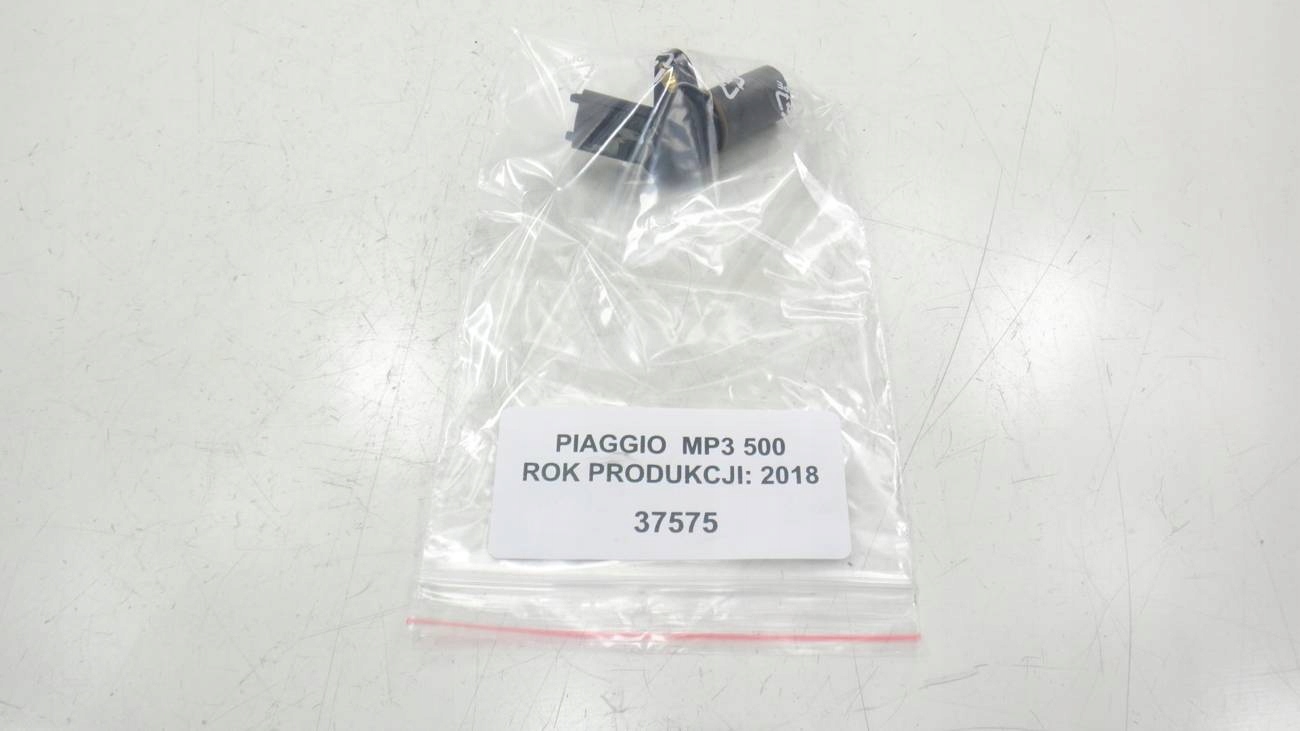 PIAGGIO MP3 500
ROK PRODUKCJI: 2018
37575